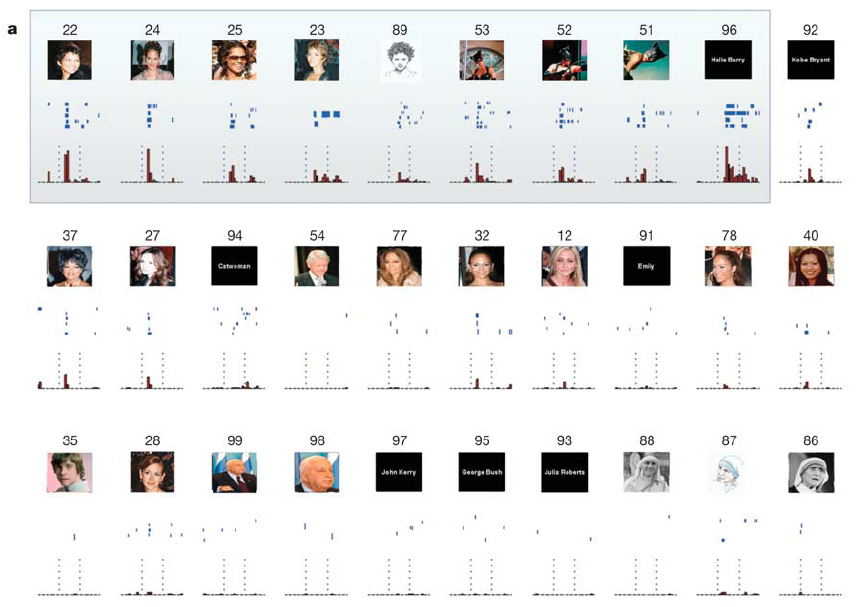 a
22 24 25 23 89 53 52 51 96 92
Halle Berry Kobe Bryant
37 27 94 54 77 32 12 91 78 40
Catwoman Emily
35 28 99 98 97 95 93 88 87 86
John Kerry George Bush Julia Roberts